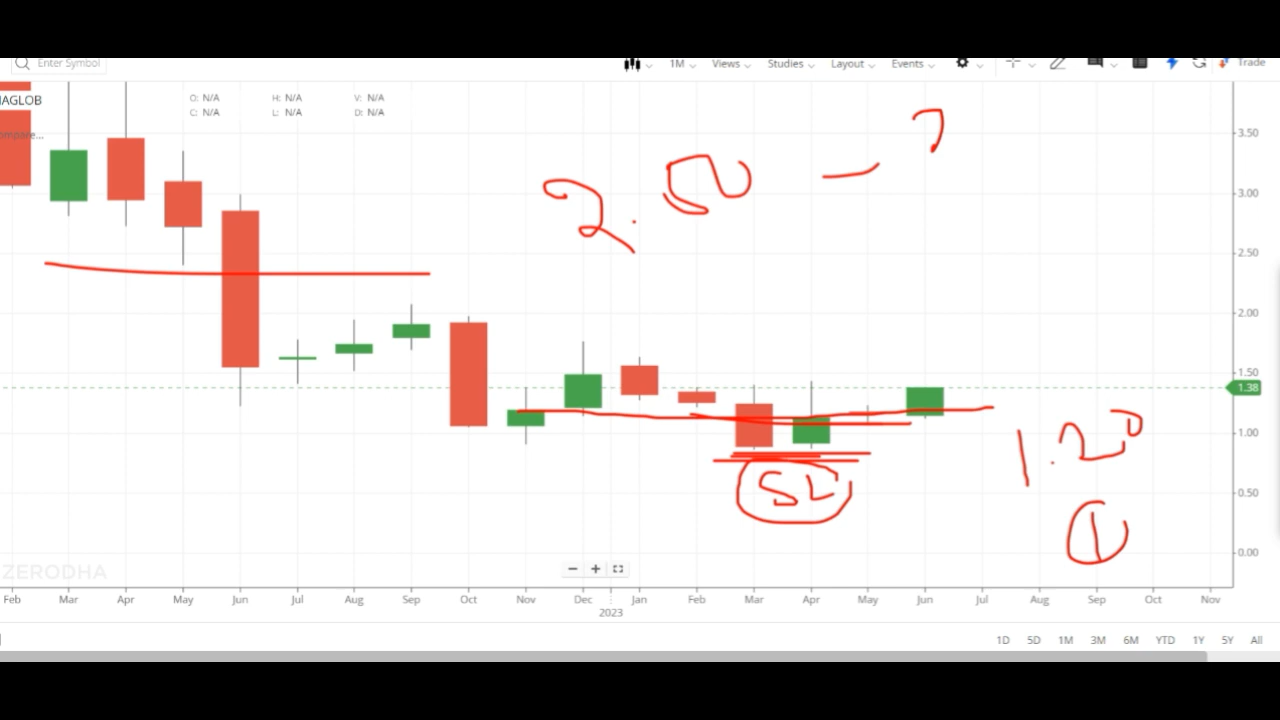 Enter Symbol 1M Views Studies Layout Events Trade
IAGLOB O: N/A H: N/A V: N/A
C: N/A L: N/A D: N/A
ompare...
3.50
3.00
2.50
2.00
1.50
1.38
1.00
0.50
0.00
2.50 –
1.20
SL
1
ZERODHA
Feb Mar Apr May Jun Jul Aug Sep Oct Nov Dec Jan Feb Mar Apr May Jun Jul Aug Sep Oct Nov
2023
1D 5D 1M 3M 6M YTD 1Y 5Y All